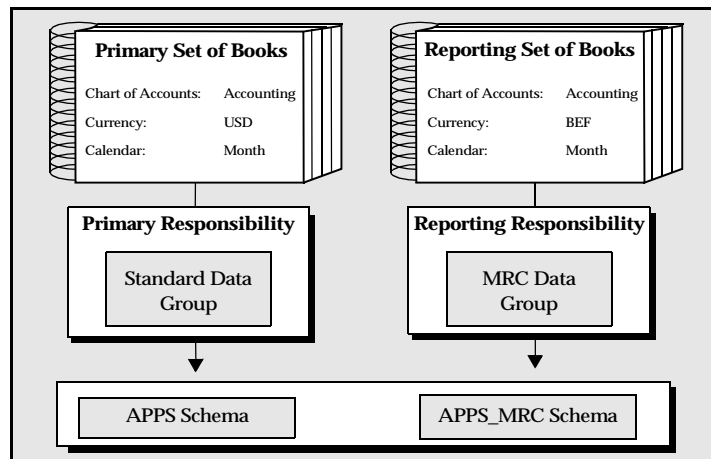 Primary Set of Books
Chart of Accounts: Accounting
Currency: USD
Calendar: Month
Reporting Set of Books
Chart of Accounts: Accounting
Currency: BEF
Calendar: Month
Primary Responsibility
Standard Data
Group
Reporting Responsibility
MRC Data
Group
APPS Schema
APPS_MRC Schema